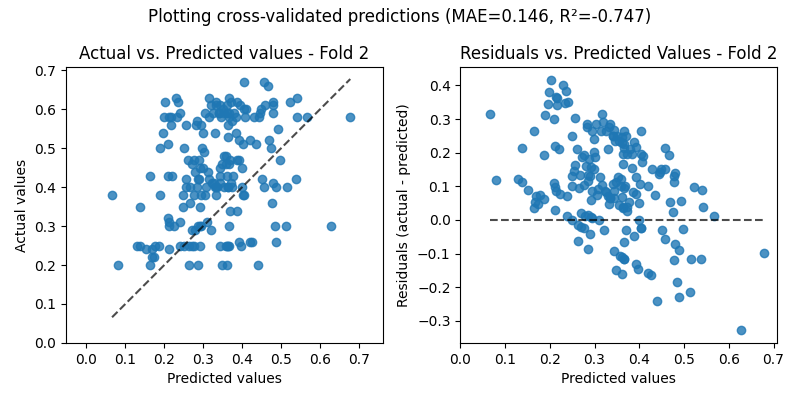 Plotting cross-validated predictions (MAE=0.146, R²=-0.747)
Actual vs. Predicted values - Fold 2
Actual values
0.7
0.6
0.5
0.4
0.3
0.2
0.1
0.0
0.0 0.1 0.2 0.3 0.4 0.5 0.6 0.7
Predicted values
Residuals vs. Predicted Values - Fold 2
Residuals (actual - predicted)
0.4
0.3
0.2
0.1
0.0
−0.1
−0.2
−0.3
0.0 0.1 0.2 0.3 0.4 0.5 0.6 0.7
Predicted values